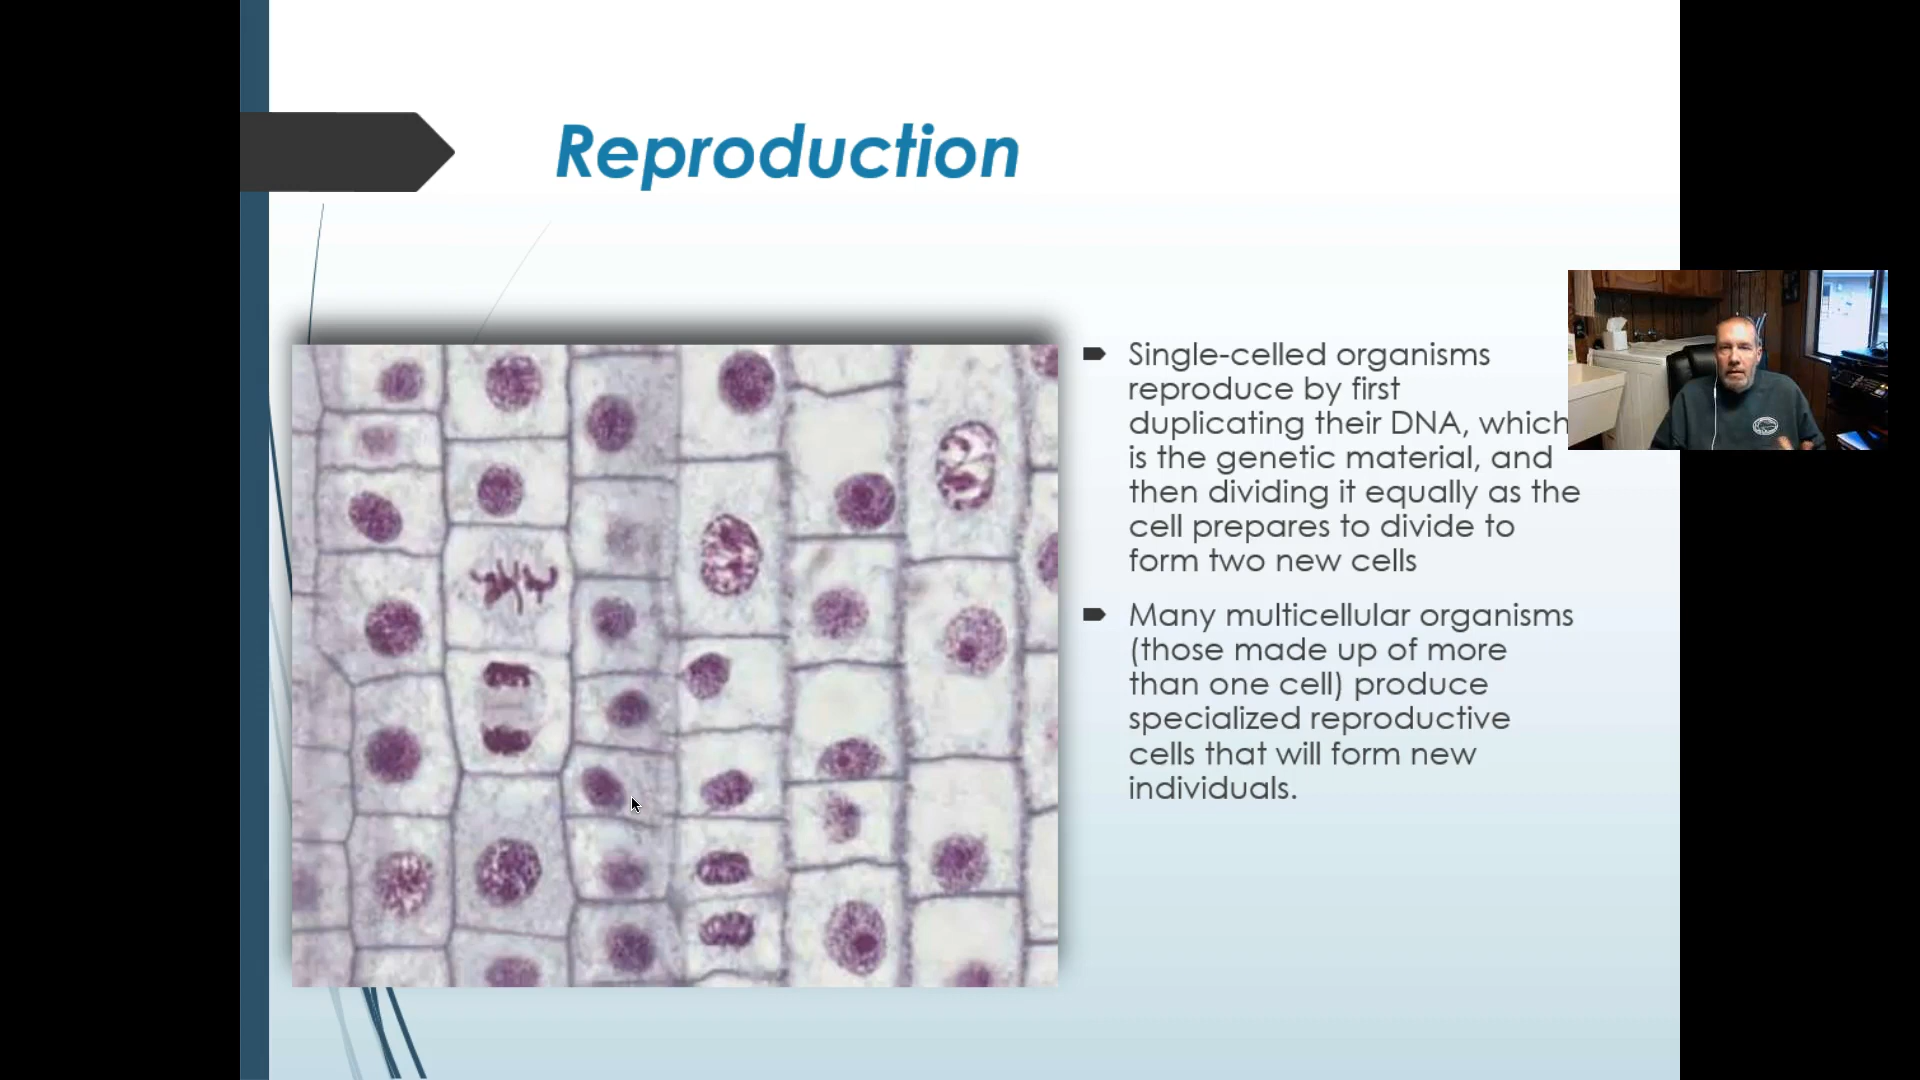 Reproduction
Single-celled organisms
reproduce by first
duplicating their DNA, which
is the genetic material, and
then dividing it equally as the
cell prepares to divide to
form two new cells
Many multicellular organisms
(those made up of more
than one cell) produce
specialized reproductive
cells that will form new
individuals.